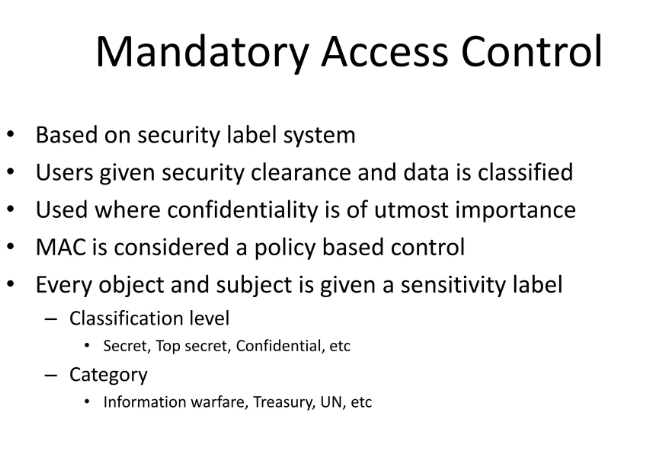 Mandatory Access Control
• Based on security label system
• Users given security clearance and data is classified
• Used where confidentiality is of utmost importance
• MAC is considered a policy based control
• Every object and subject is given a sensitivity label
– Classification level
• Secret, Top secret, Confidential, etc
– Category
• Information warfare, Treasury, UN, etc